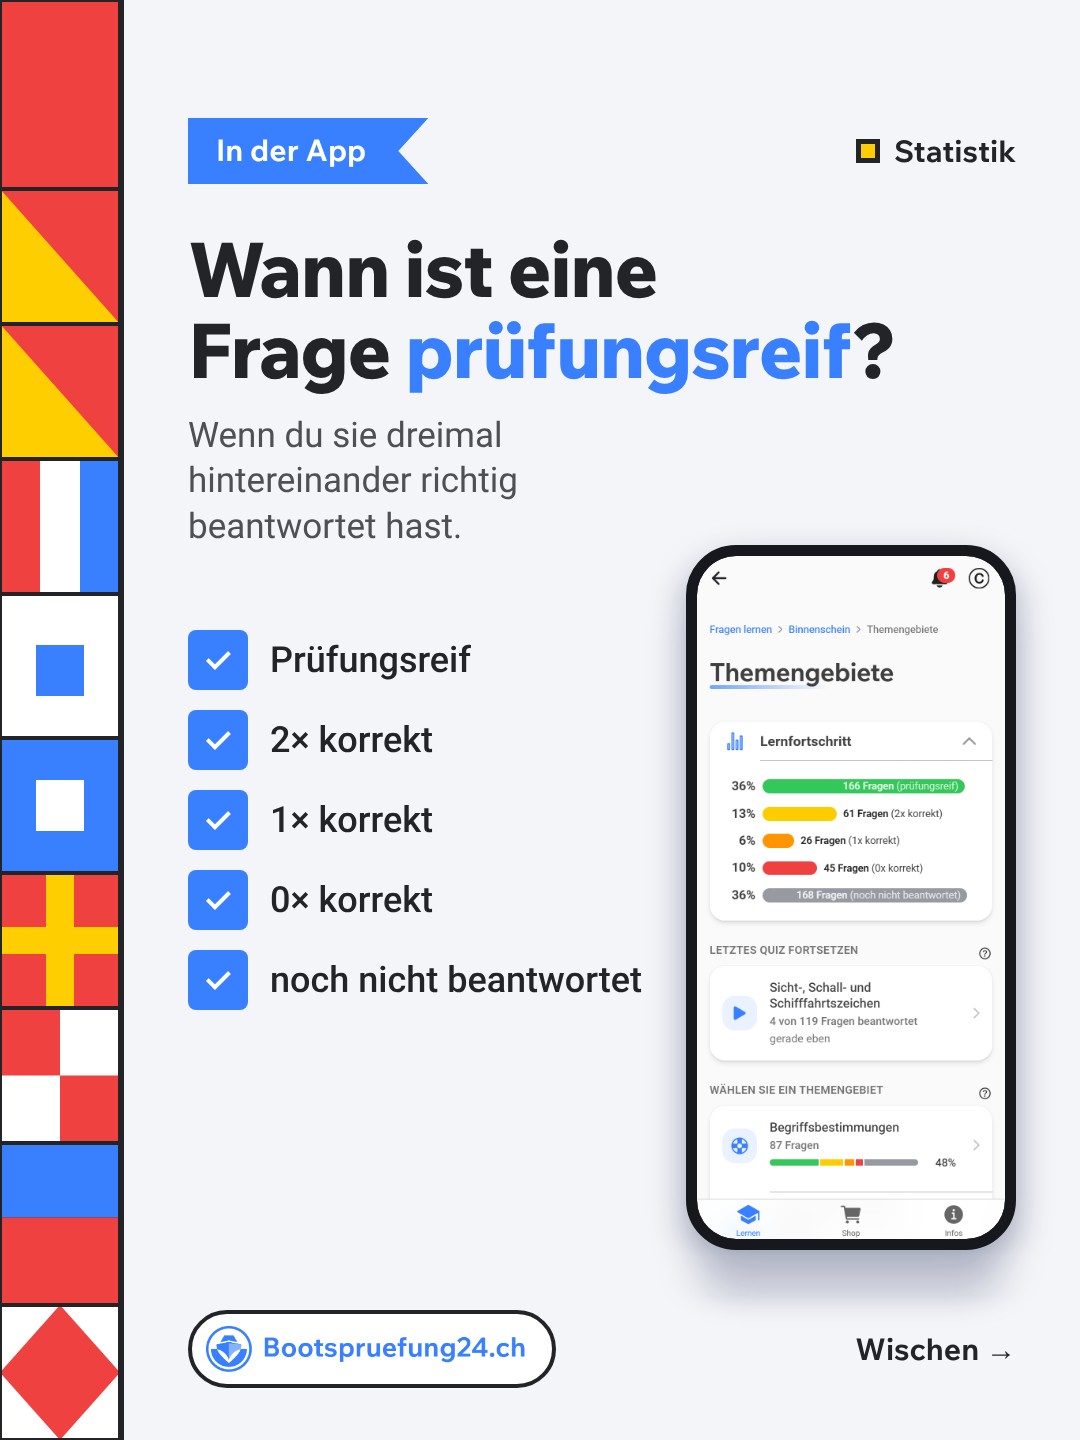 In der App
Statistik
Wann ist eine
Frage prüfungsreif?
Wenn du sie dreimal
hintereinander richtig
beantwortet hast.
Prüfungsreif
2× korrekt
1× korrekt
0× korrekt
noch nicht beantwortet
6
C
Fragen lernen > Binnenschein > Themengebiete
Themengebiete
Lernfortschritt
36% 166 Fragen (prüfungsreif)
13% 61 Fragen (2x korrekt)
6% 26 Fragen (1x korrekt)
10% 45 Fragen (0x korrekt)
36% 168 Fragen (noch nicht beantwortet)
LETZTES QUIZ FORTSETZEN
Sicht-, Schall- und
Schifffahrtszeichen
4 von 119 Fragen beantwortet
gerade eben
WÄHLEN SIE EIN THEMENGEBIET
Begriffsbestimmungen
87 Fragen
48%
Lernen Shop Infos
Bootspruefung24.ch
Wischen →